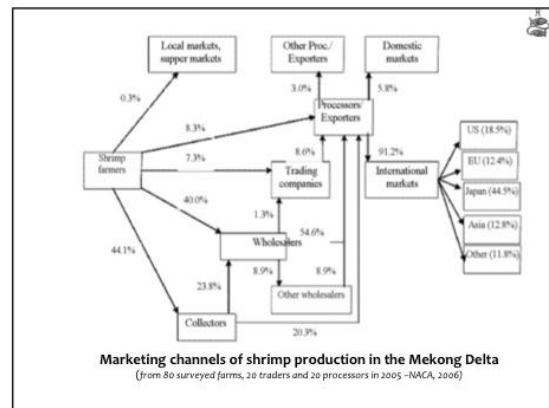 Local markets,
supper markets
Other Proc./
Exporters
Domestic
markets
0.3%
3.0%
5.8%
Processors/
Exporters
8.3%
US (18.5%)
8.6%
91.2%
Shrimp
farmers
7.3%
EU (12.4%)
Trading
companies
International
markets
Japan (44.5%)
40.0%
1.3%
54.6%
Asia (12.8%)
44.1%
Wholesalers
Other (11.8%)
8.9%
8.9%
23.8%
Other wholesalers
Collectors
20.3%
Marketing channels of shrimp production in the Mekong Delta
(from 80 surveyed farms, 20 traders and 20 processors in 2005 –NACA, 2006)